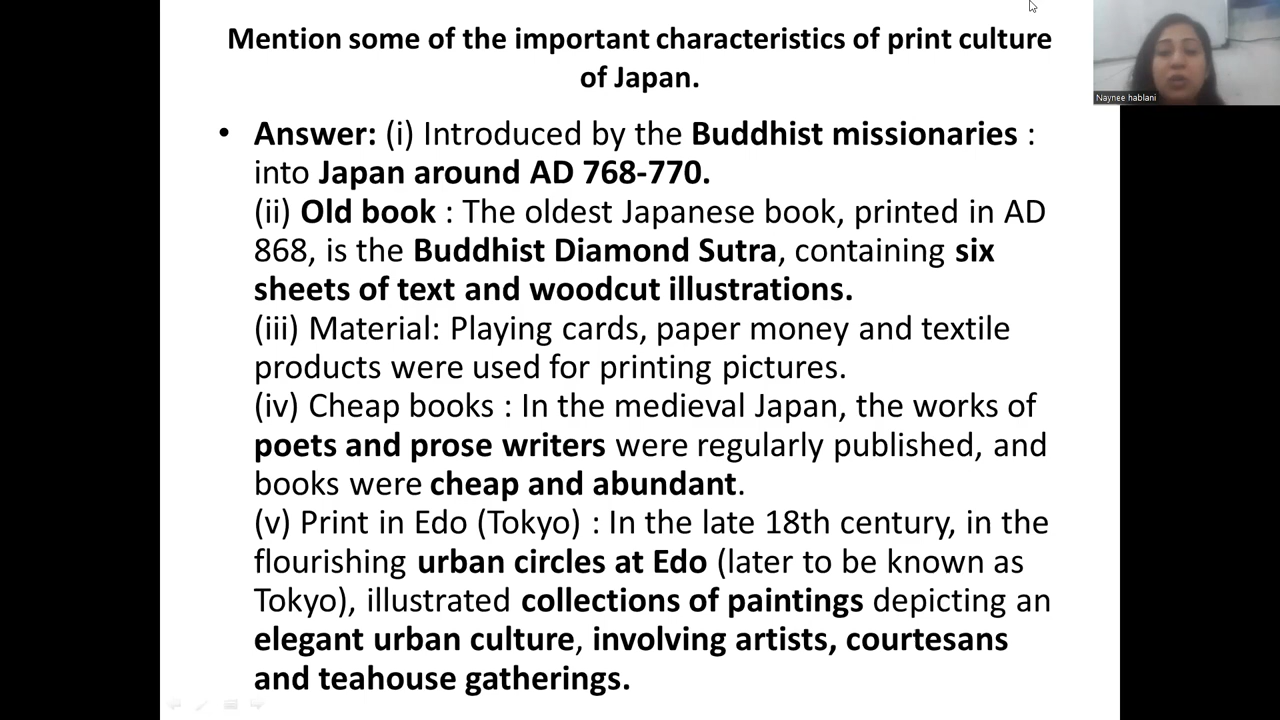 Mention some of the important characteristics of print culture
of Japan.
Naynee hablani
• Answer: (i) Introduced by the Buddhist missionaries :
into Japan around AD 768-770.
(ii) Old book : The oldest Japanese book, printed in AD
868, is the Buddhist Diamond Sutra, containing six
sheets of text and woodcut illustrations.
(iii) Material: Playing cards, paper money and textile
products were used for printing pictures.
(iv) Cheap books : In the medieval Japan, the works of
poets and prose writers were regularly published, and
books were cheap and abundant.
(v) Print in Edo (Tokyo) : In the late 18th century, in the
flourishing urban circles at Edo (later to be known as
Tokyo), illustrated collections of paintings depicting an
elegant urban culture, involving artists, courtesans
and teahouse gatherings.